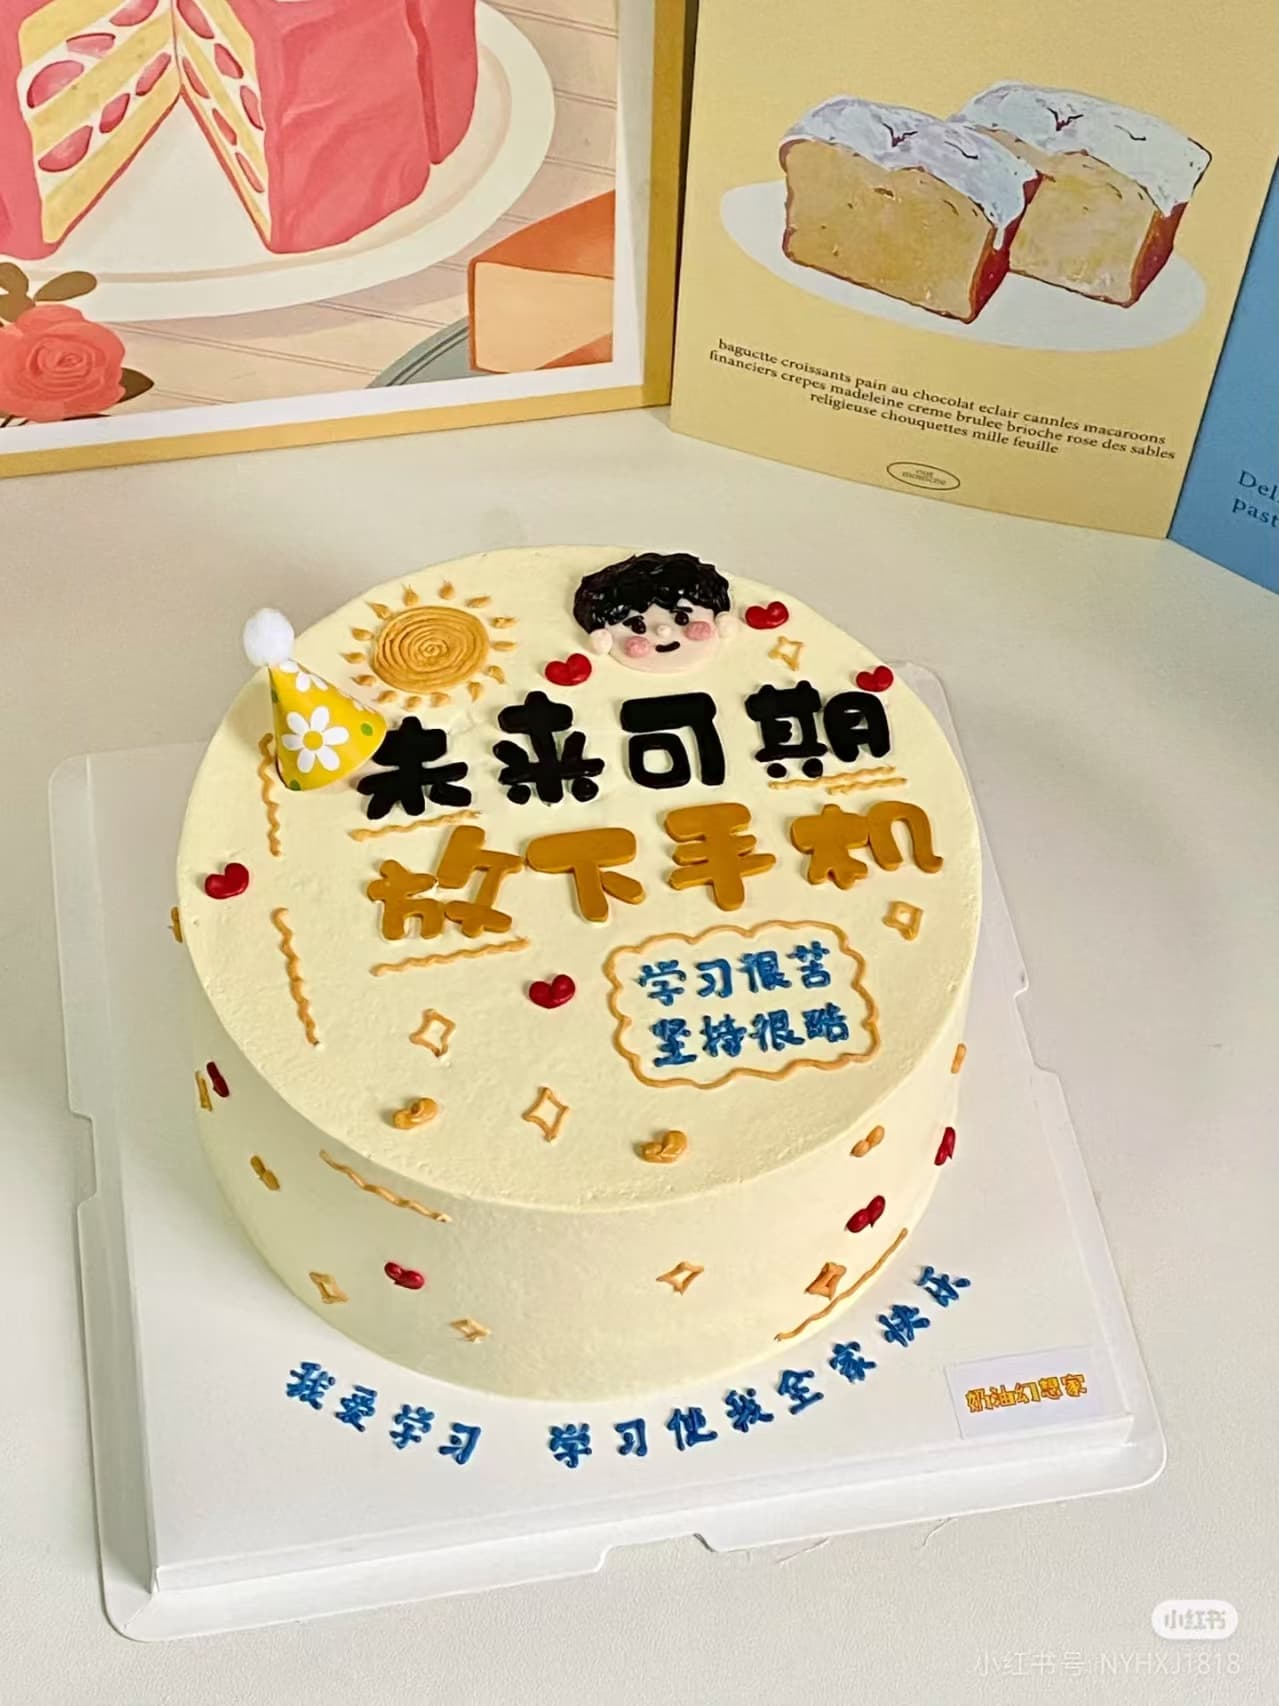 baguctte croissants pain au chocolat eclair cannles macaroons
financiers crepes madeleine creme brulee brioche rose des sables
religieuse chouquettes mille feuille
Del
past
未来可期
放下手机
学习很苦
坚持很酷
我爱学习 学习使我全家快乐
奶油幻想家
小红书
小红书号:NYHXJ1818